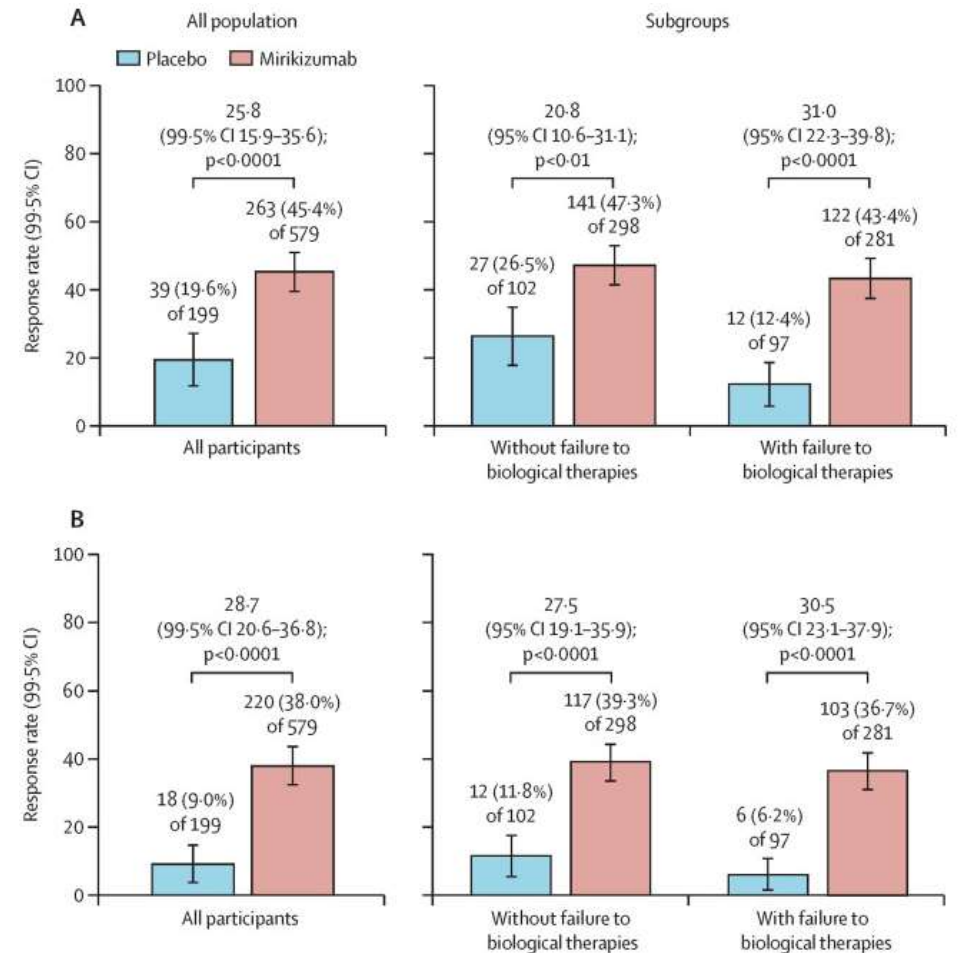 A
All population
Subgroups
Placebo
Mirikizumab
Response rate (99·5% CI)
100
80
60
40
20
0
25·8
(99·5% CI 15·9–35·6);
p<0·0001
39 (19·6%)
of 199
263 (45·4%)
of 579
All participants
20·8
(95% CI 10·6–31·1);
p<0·01
27 (26·5%)
of 102
141 (47·3%)
of 298
Without failure to
biological therapies
31·0
(95% CI 22·3–39·8);
p<0·0001
12 (12·4%)
of 97
122 (43·4%)
of 281
With failure to
biological therapies
B
Response rate (99·5% CI)
100
80
60
40
20
0
28·7
(99·5% CI 20·6–36·8);
p<0·0001
18 (9·0%)
of 199
220 (38·0%)
of 579
All participants
27·5
(95% CI 19·1–35·9);
p<0·0001
12 (11·8%)
of 102
117 (39·3%)
of 298
Without failure to
biological therapies
30·5
(95% CI 23·1–37·9);
p<0·0001
6 (6·2%)
of 97
103 (36·7%)
of 281
With failure to
biological therapies